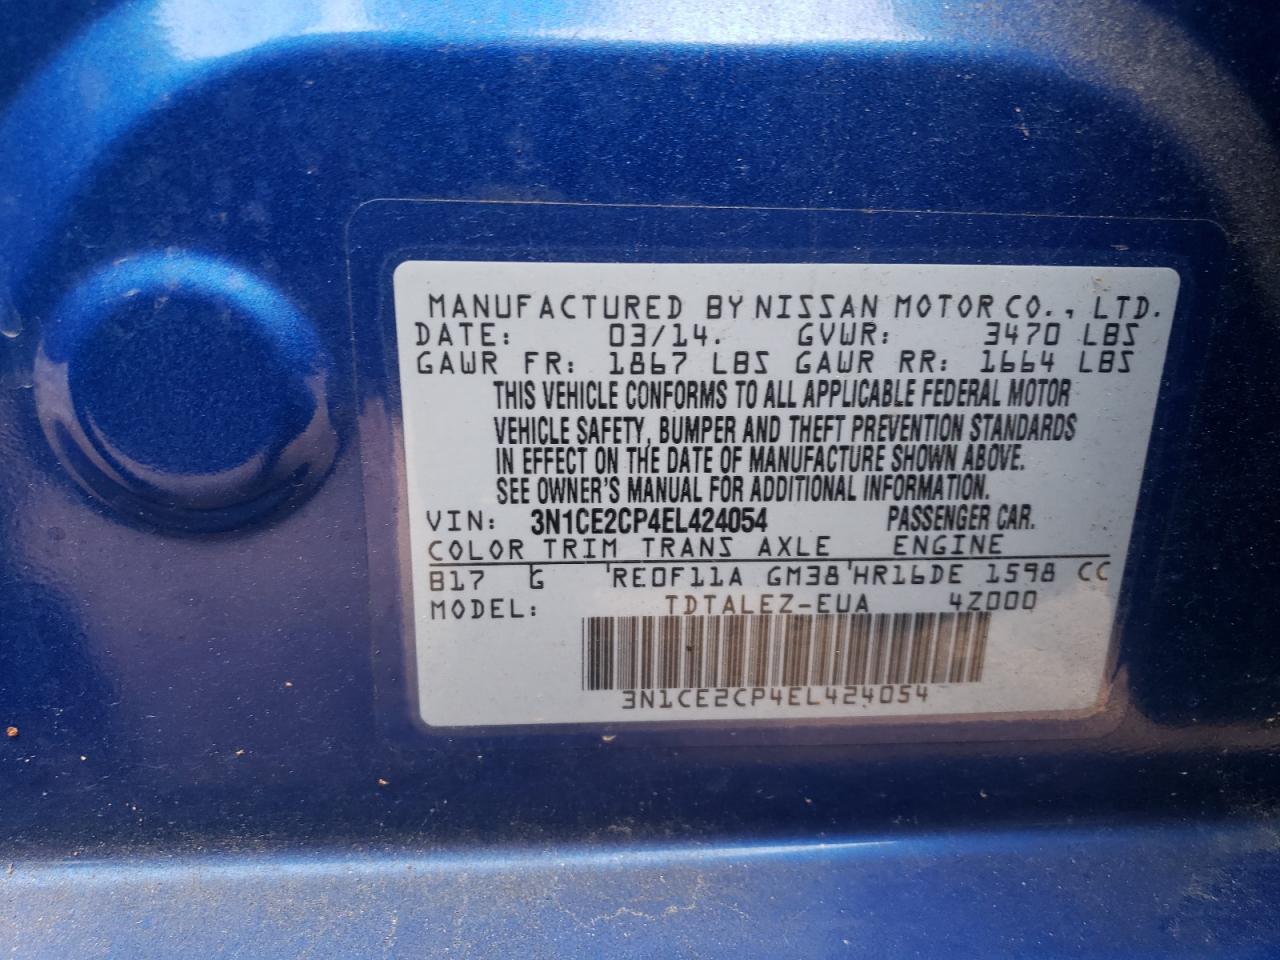 MANUFACTURED BY NISSAN MOTOR CO., LTD.
DATE: 03/14. GVWR: 3470 LBS
GAWR FR: 1867 LBS GAWR RR: 1664 LBS
THIS VEHICLE CONFORMS TO ALL APPLICABLE FEDERAL MOTOR
VEHICLE SAFETY, BUMPER AND THEFT PREVENTION STANDARDS
IN EFFECT ON THE DATE OF MANUFACTURE SHOWN ABOVE.
SEE OWNER'S MANUAL FOR ADDITIONAL INFORMATION.
VIN: 3N1CE2CP4EL424054 PASSENGER CAR.
COLOR TRIM TRANS AXLE ENGINE
B17 G RE0F11A GM38 HR16DE 1598 CC
MODEL: TDTALEZ-EUA 4Z000
3N1CE2CP4EL424054